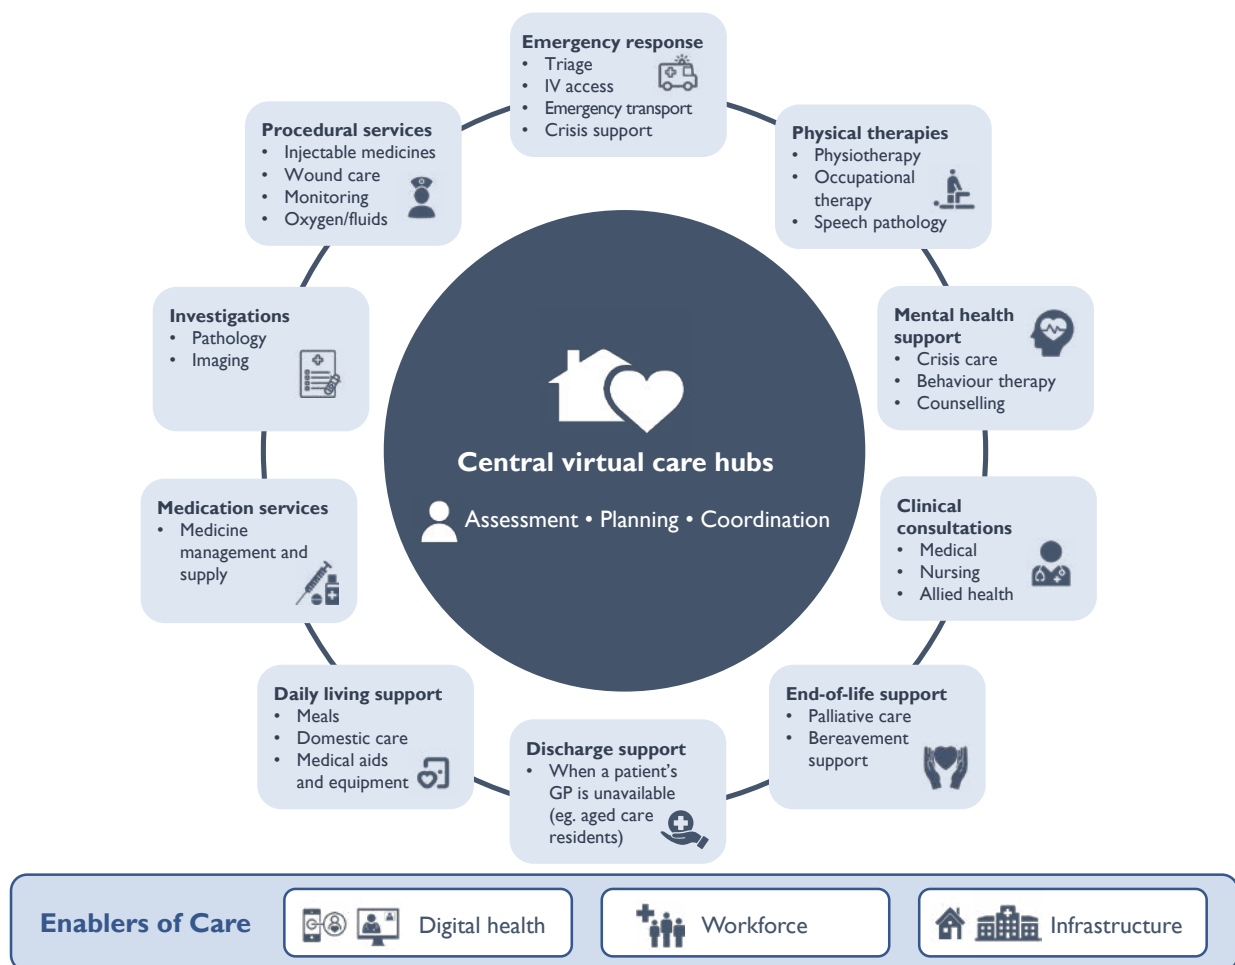 Emergency response
• Triage
• IV access
• Emergency transport
• Crisis support
Physical therapies
• Physiotherapy
• Occupational
therapy
• Speech pathology
Mental health
support
• Crisis care
• Behaviour therapy
• Counselling
Clinical
consultations
• Medical
• Nursing
• Allied health
End-of-life support
• Palliative care
• Bereavement
support
Discharge support
• When a patient’s
GP is unavailable
(eg. aged care
residents)
Daily living support
• Meals
• Domestic care
• Medical aids
and equipment
Medication services
• Medicine
management and
supply
Investigations
• Pathology
• Imaging
Procedural services
• Injectable medicines
• Wound care
• Monitoring
• Oxygen/fluids
Central virtual care hubs
Assessment • Planning • Coordination
Enablers of Care
Digital health
Workforce
Infrastructure